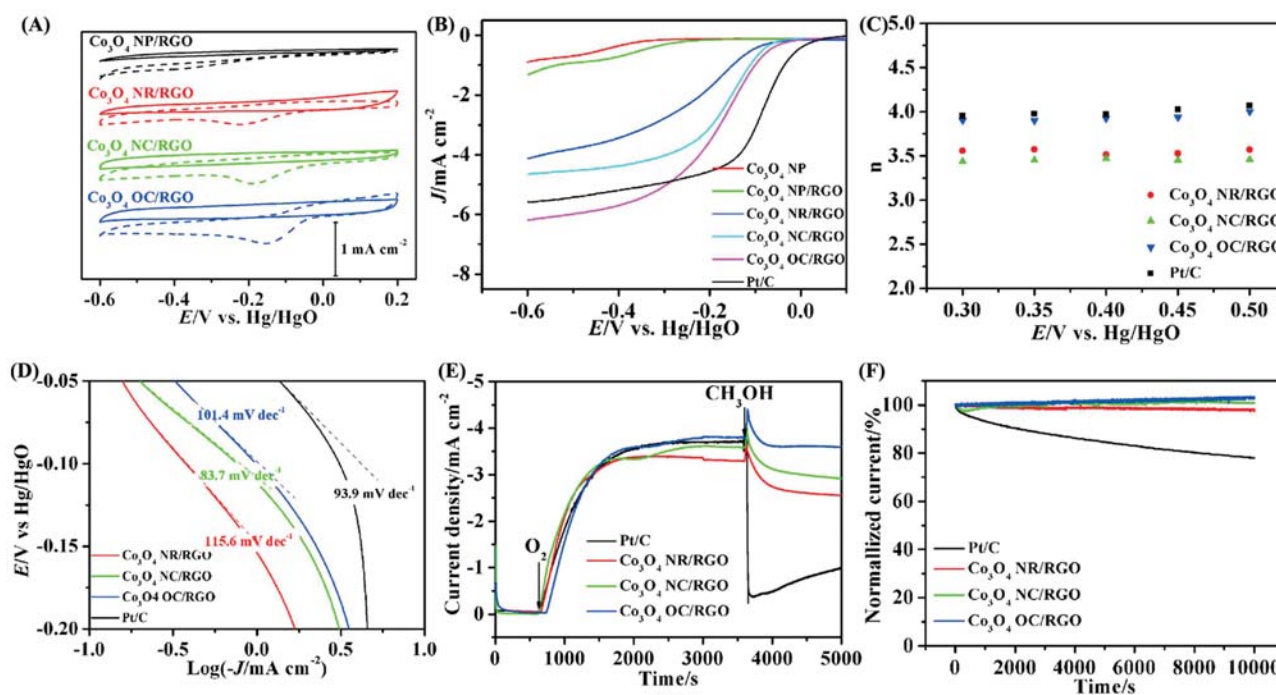 (A)
Co3O4 NP/RGO
Co3O4 NR/RGO
Co3O4 NC/RGO
Co3O4 OC/RGO
1 mA cm-2
-0.6 -0.4 -0.2 0.0 0.2
E/V vs. Hg/HgO
(B)
0
-2
-4
-6
-8
J/mA cm-2
Co3O4 NP
Co3O4 NP/RGO
Co3O4 NR/RGO
Co3O4 NC/RGO
Co3O4 OC/RGO
Pt/C
-0.6 -0.4 -0.2 0.0
E/V vs. Hg/HgO
(C)
5.0
4.5
4.0
3.5
3.0
2.5
2.0
n
Co3O4 NR/RGO
Co3O4 NC/RGO
Co3O4 OC/RGO
Pt/C
0.30 0.35 0.40 0.45 0.50
E/V vs. Hg/HgO
(D)
-0.05
-0.10
-0.15
-0.20
E/V vs Hg/HgO
101.4 mV dec-1
83.7 mV dec-1
93.9 mV dec-1
115.6 mV dec-1
Co3O4 NR/RGO
Co3O4 NC/RGO
Co3O4 OC/RGO
Pt/C
-1.0 -0.5 0.0 0.5 1.0
Log(-J/mA cm-2)
(E)
-5
-4
-3
-2
-1
0
Current density/mA cm-2
CH3OH
O2
Pt/C
Co3O4 NR/RGO
Co3O4 NC/RGO
Co3O4 OC/RGO
0 1000 2000 3000 4000 5000
Time/s
(F)
120
100
80
60
40
20
0
Normallized current/%
Pt/C
Co3O4 NR/RGO
Co3O4 NC/RGO
Co3O4 OC/RGO
0 2000 4000 6000 8000 10000
Time/s